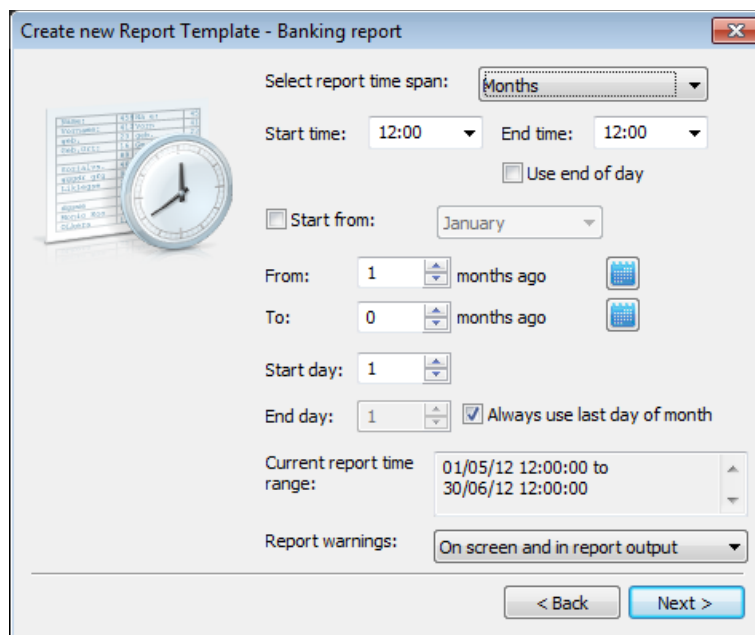 Create new Report Template - Banking report
Select report time span: Months
Start time: 12:00 End time: 12:00
Use end of day
Start from: January
From: 1 months ago
To: 0 months ago
Start day: 1
End day: 1 Always use last day of month
Current report time
range:
01/05/12 12:00:00 to
30/06/12 12:00:00
Report warnings: On screen and in report output
< Back Next >